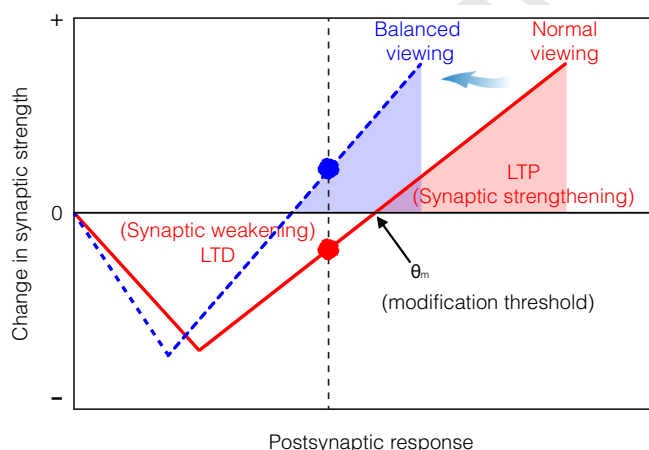 +
Balanced
viewing
Normal
viewing
Change in synaptic strength
LTP
(Synaptic strengthening)
0
(Synaptic weakening)
LTD
θm
(modification threshold)
-
Postsynaptic response